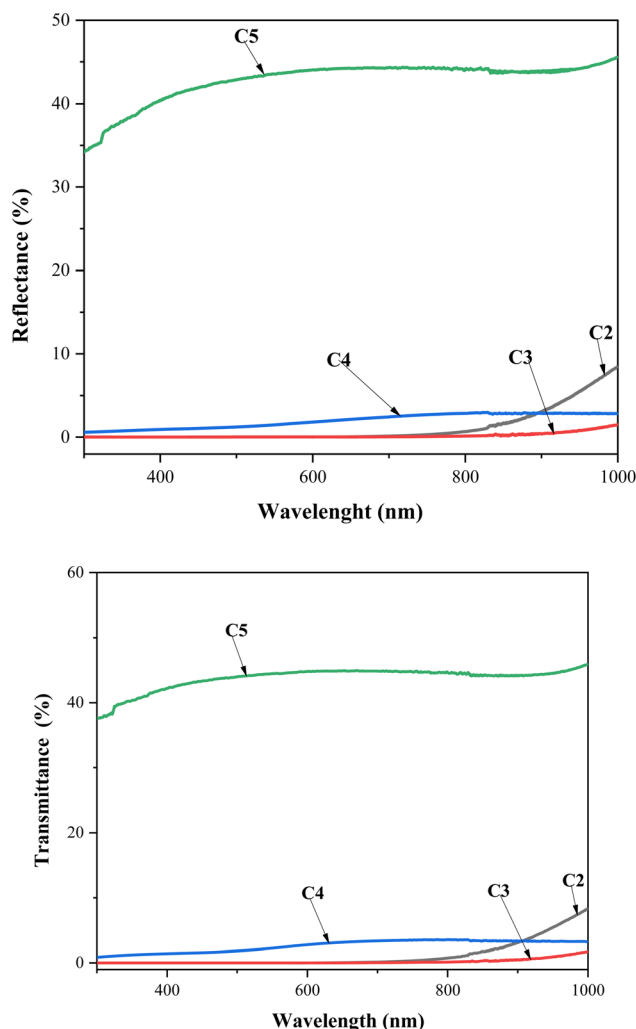 50
C5
40
30
20
C2
C4
C3
10
0
400
600
800
1000
Reflectance (%)
Wavelenght (nm)
60
C5
40
20
C2
C4
C3
0
400
600
800
1000
Transmittance (%)
Wavelength (nm)